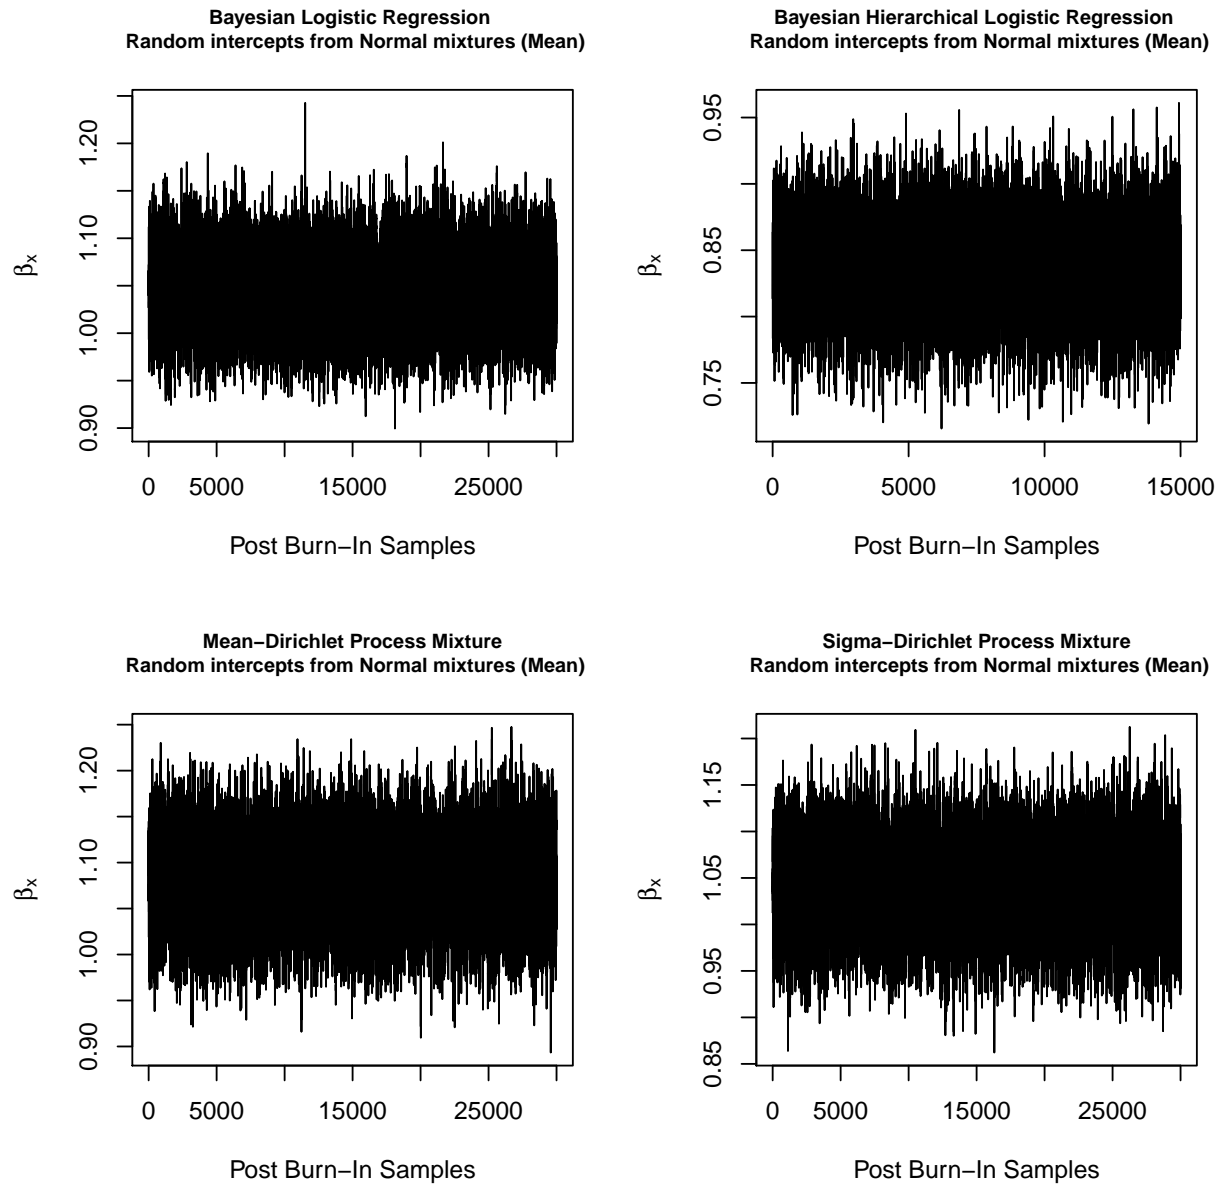 Bayesian Logistic Regression
Random intercepts from Normal mixtures (Mean)
βx
0.90 1.00 1.10 1.20
0 5000 15000 25000
Post Burn−In Samples
Bayesian Hierarchical Logistic Regression
Random intercepts from Normal mixtures (Mean)
βx
0.75 0.85 0.95
0 5000 10000 15000
Post Burn−In Samples
Mean−Dirichlet Process Mixture
Random intercepts from Normal mixtures (Mean)
βx
0.90 1.00 1.10 1.20
0 5000 15000 25000
Post Burn−In Samples
Sigma−Dirichlet Process Mixture
Random intercepts from Normal mixtures (Mean)
βx
0.85 0.95 1.05 1.15
0 5000 15000 25000
Post Burn−In Samples